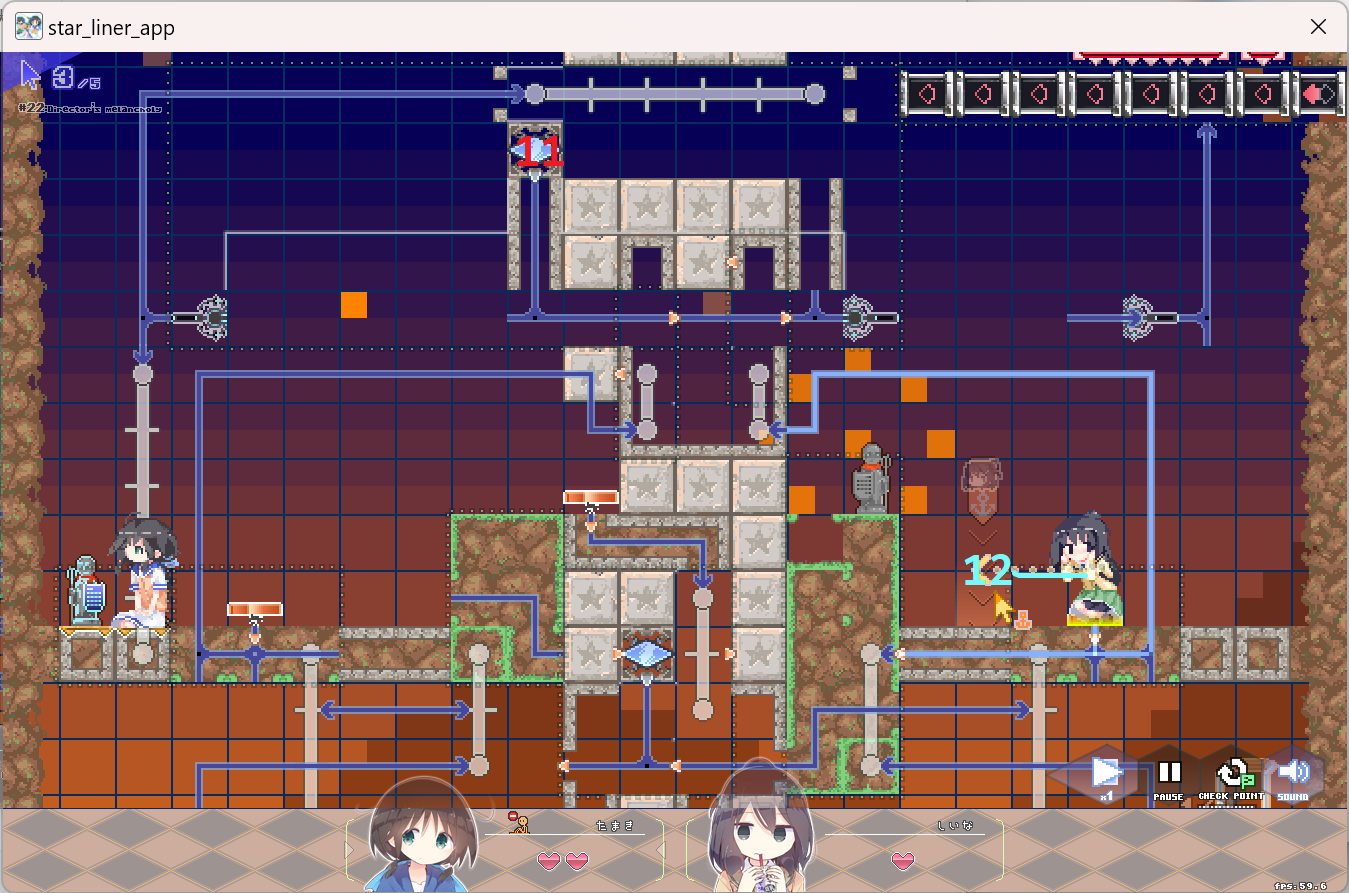 star_liner_app
3/5
#22:Director's melancholy
11
12
x1
PAUSE
CHECK POINT
SOUND
たまき
しいな
fps:59.6